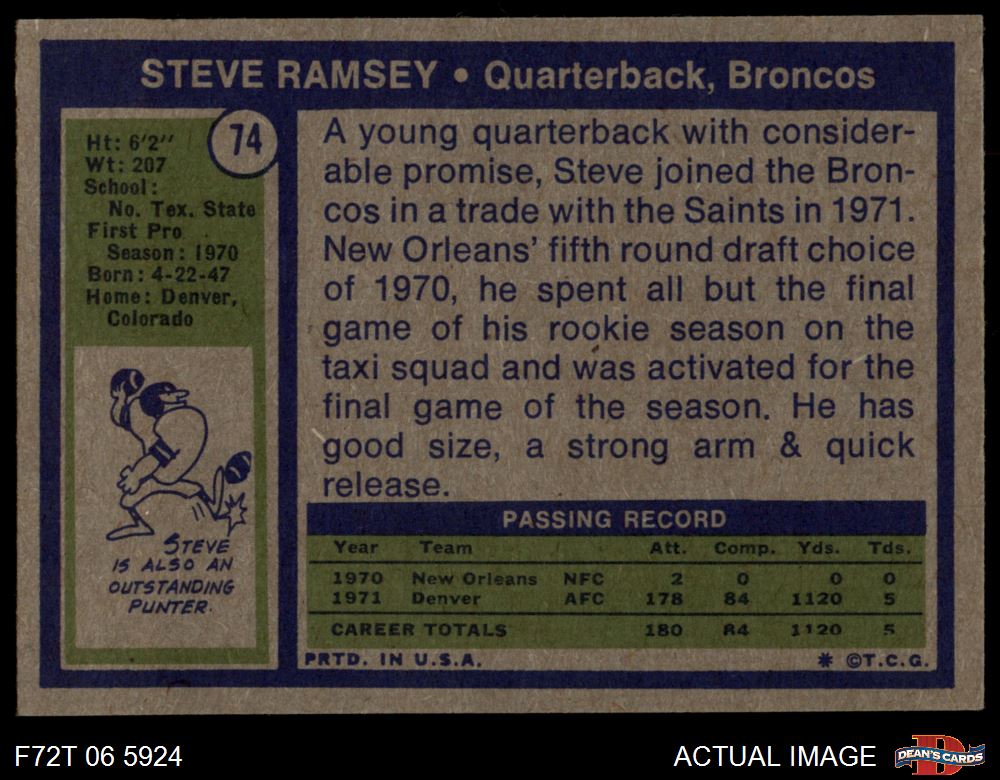 STEVE RAMSEY • Quarterback, Broncos
74
Ht: 6'2''
Wt: 207
School:
No. Tex. State
First Pro
Season: 1970
Born: 4-22-47
Home: Denver,
Colorado
STEVE
IS ALSO AN
OUTSTANDING
PUNTER.
A young quarterback with consider-
able promise, Steve joined the Bron-
cos in a trade with the Saints in 1971.
New Orleans' fifth round draft choice
of 1970, he spent all but the final
game of his rookie season on the
taxi squad and was activated for the
final game of the season. He has
good size, a strong arm & quick
release.
PASSING RECORD
Year Team Att. Comp. Yds. Tds.
1970 New Orleans NFC 2 0 0 0
1971 Denver AFC 178 84 1120 5
CAREER TOTALS 180 84 1120 5
PRTD. IN U.S.A. * ©T.C.G.
F72T 06 5924 ACTUAL IMAGE DEAN'S CARDS